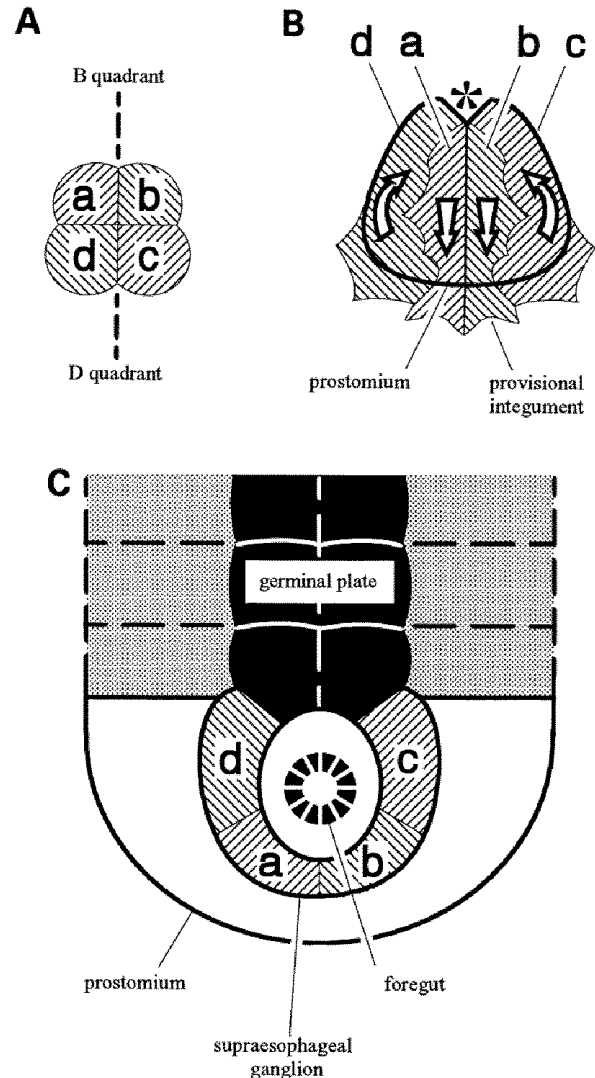 A
B quadrant
a b
d c
D quadrant
B
d a b c
*
prostomium
provisional
integument
C
germinal plate
d c
a b
prostomium
foregut
supraesophageal
ganglion